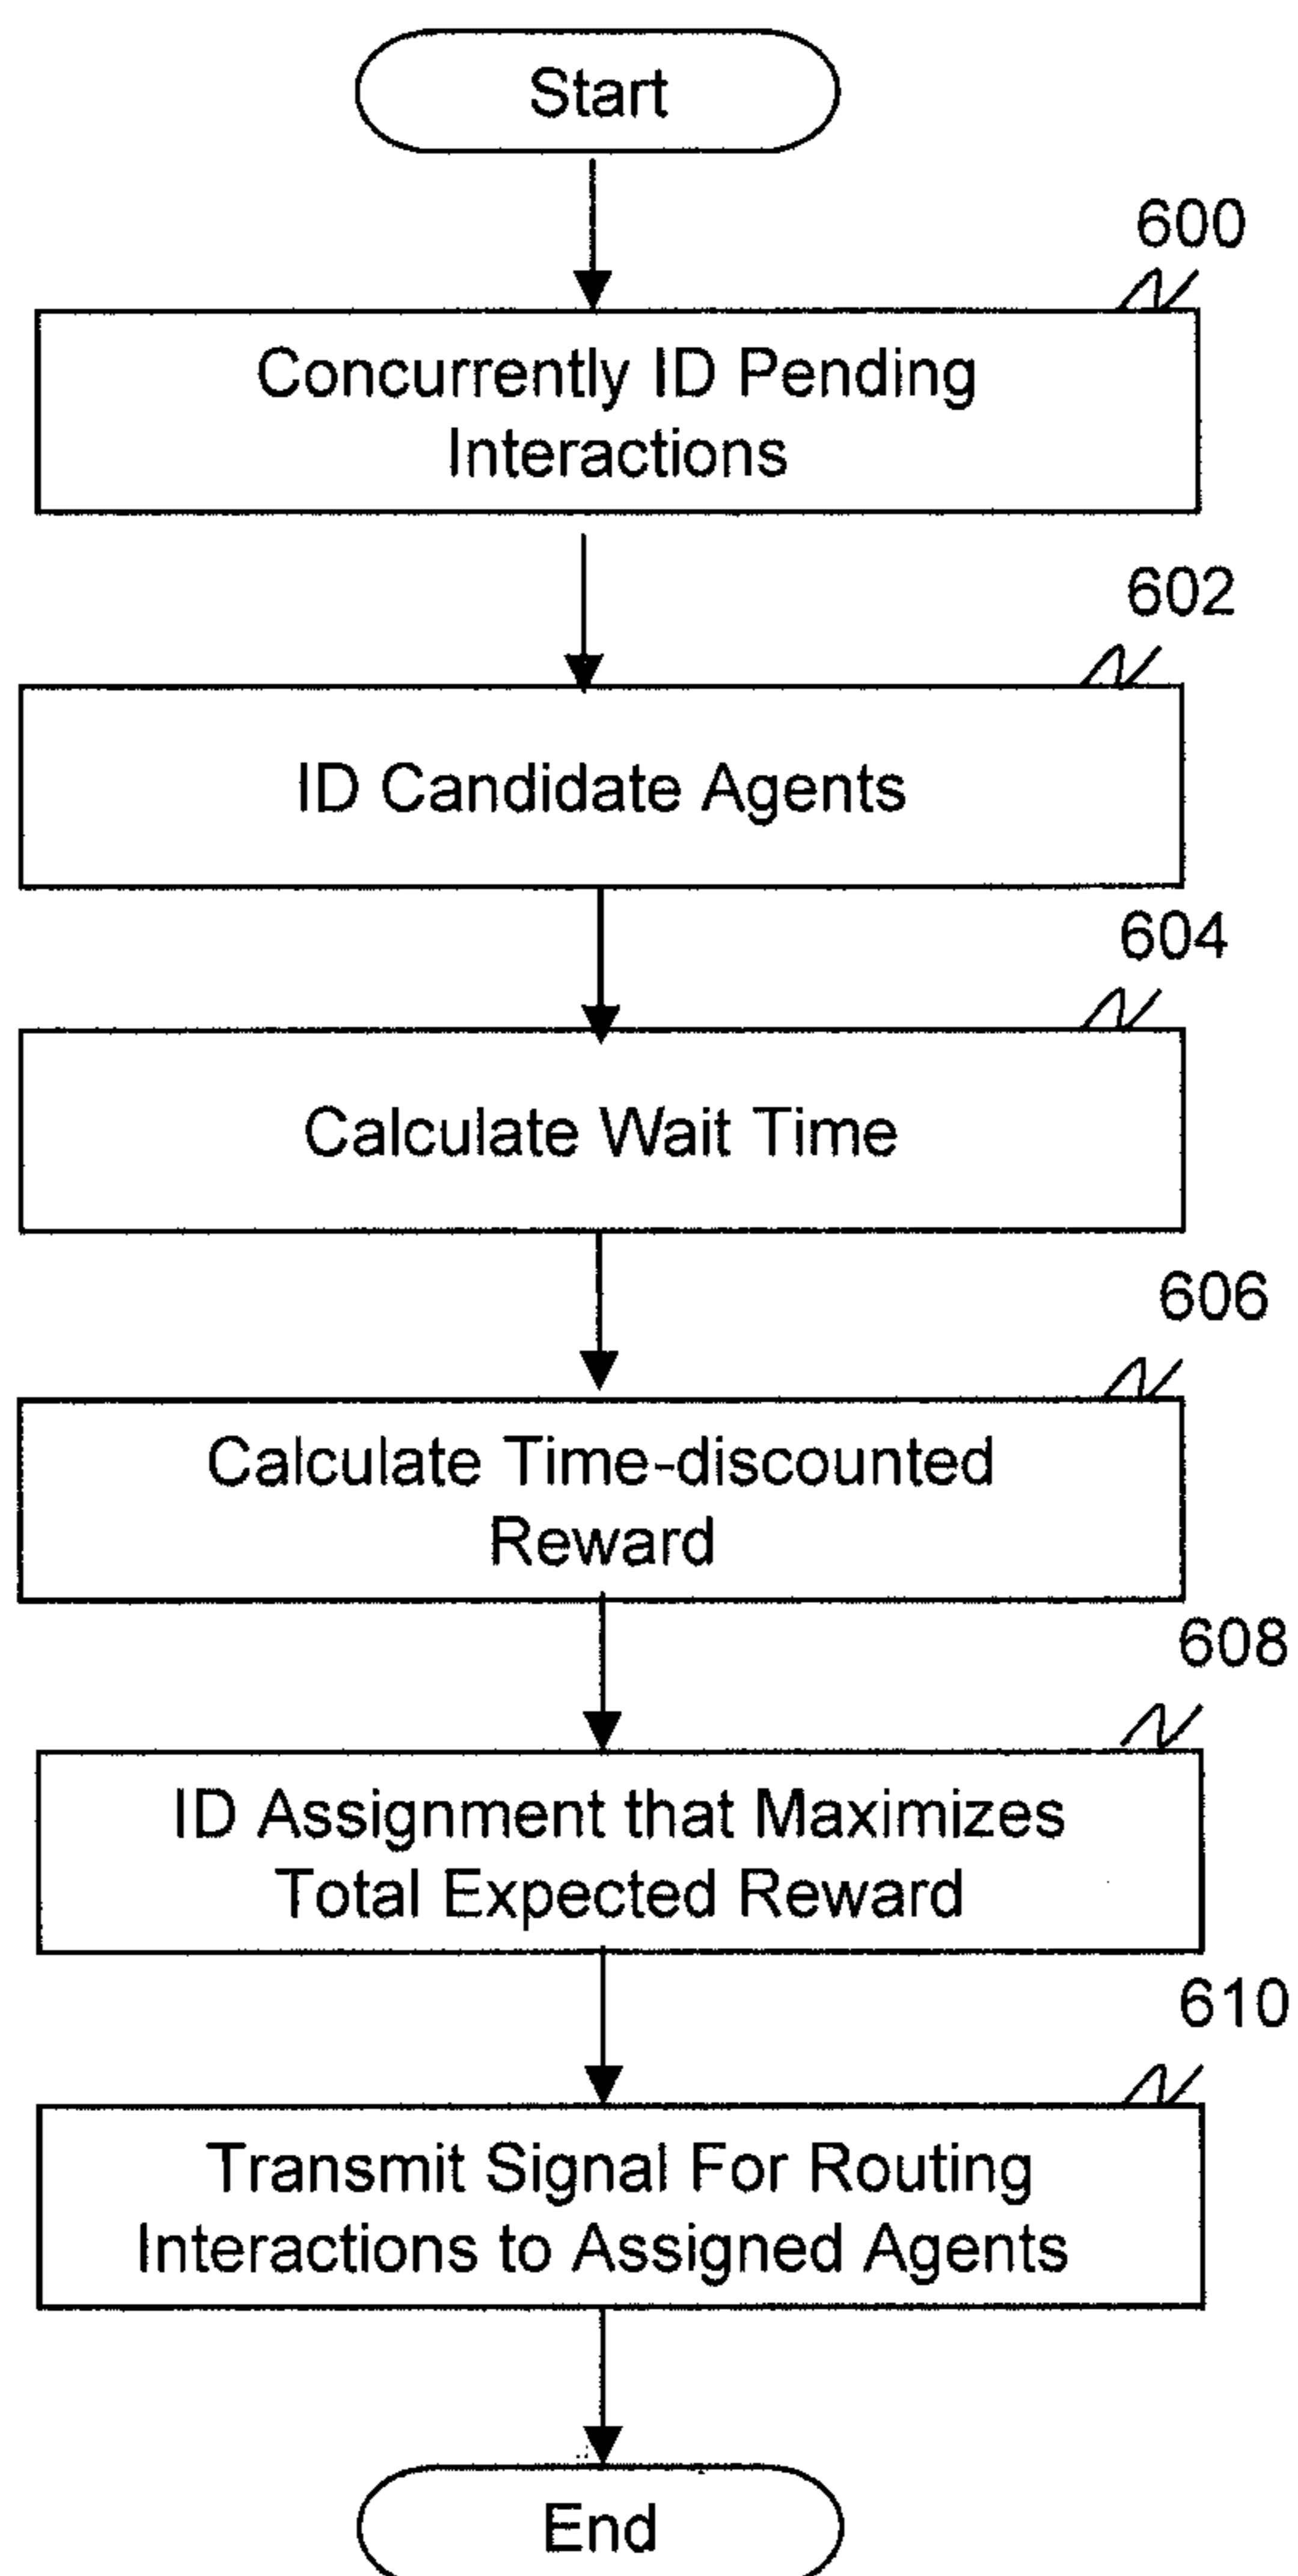 Start
600
Concurrently ID Pending
Interactions
602
ID Candidate Agents
604
Calculate Wait Time
606
Calculate Time-discounted
Reward
608
ID Assignment that Maximizes
Total Expected Reward
610
Transmit Signal For Routing
Interactions to Assigned Agents
End